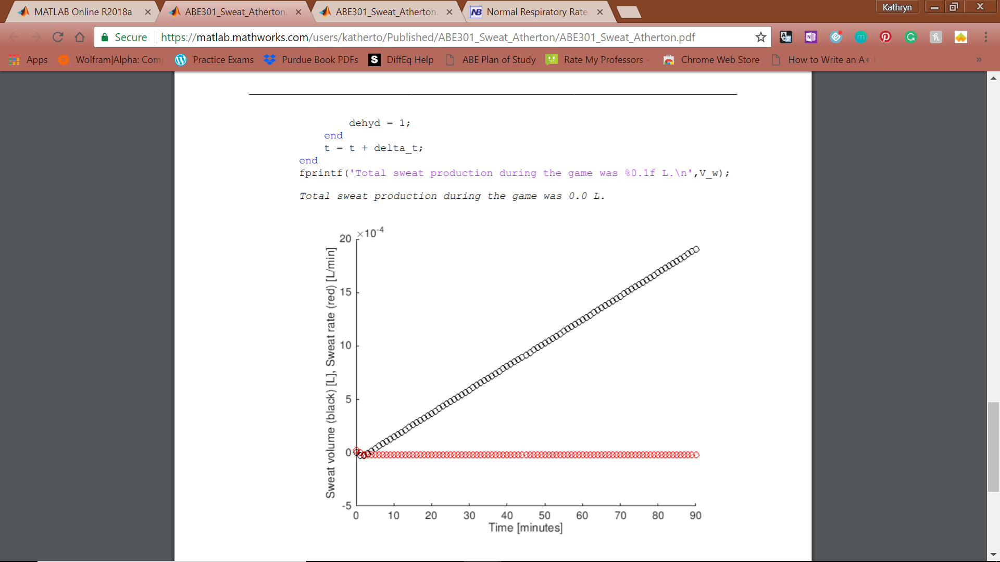 Kathryn
MATLAB Online R2018a
ABE301_Sweat_Atherton.
ABE301_Sweat_Atherton.
NB Normal Respiratory Rate,
Secure
https://matlab.mathworks.com/users/katherto/Published/ABE301_Sweat_Atherton/ABE301_Sweat_Atherton.pdf
Apps
Wolfram|Alpha: Com
Practice Exams
Purdue Book PDFs
S DiffEq Help
ABE Plan of Study
Rate My Professors -
Chrome Web Store
How to Write an A+
»
dehyd = 1;
end
t = t + delta_t;
end
fprintf('Total sweat production during the game was %0.1f L.\n',V_w);
Total sweat production during the game was 0.0 L.
×10-4
20
15
10
5
0
-5
Sweat volume (black) [L], Sweat rate (red) [L/min]
0 10 20 30 40 50 60 70 80 90
Time [minutes]